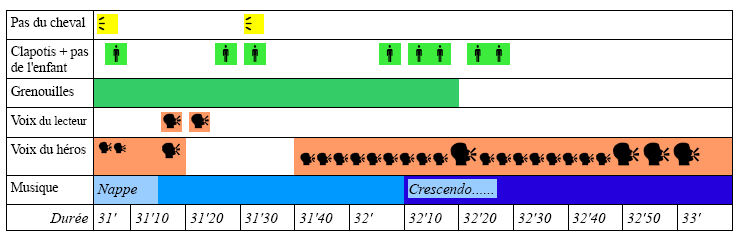 Pas du cheval
Clapotis + pas
de l'enfant
Grenouilles
Voix du lecteur
Voix du héros
Musique
Nappe
Crescendo......
Durée 31' 31'10 31'20 31'30 31'40 32' 32'10 32'20 32'30 32'40 32'50 33'